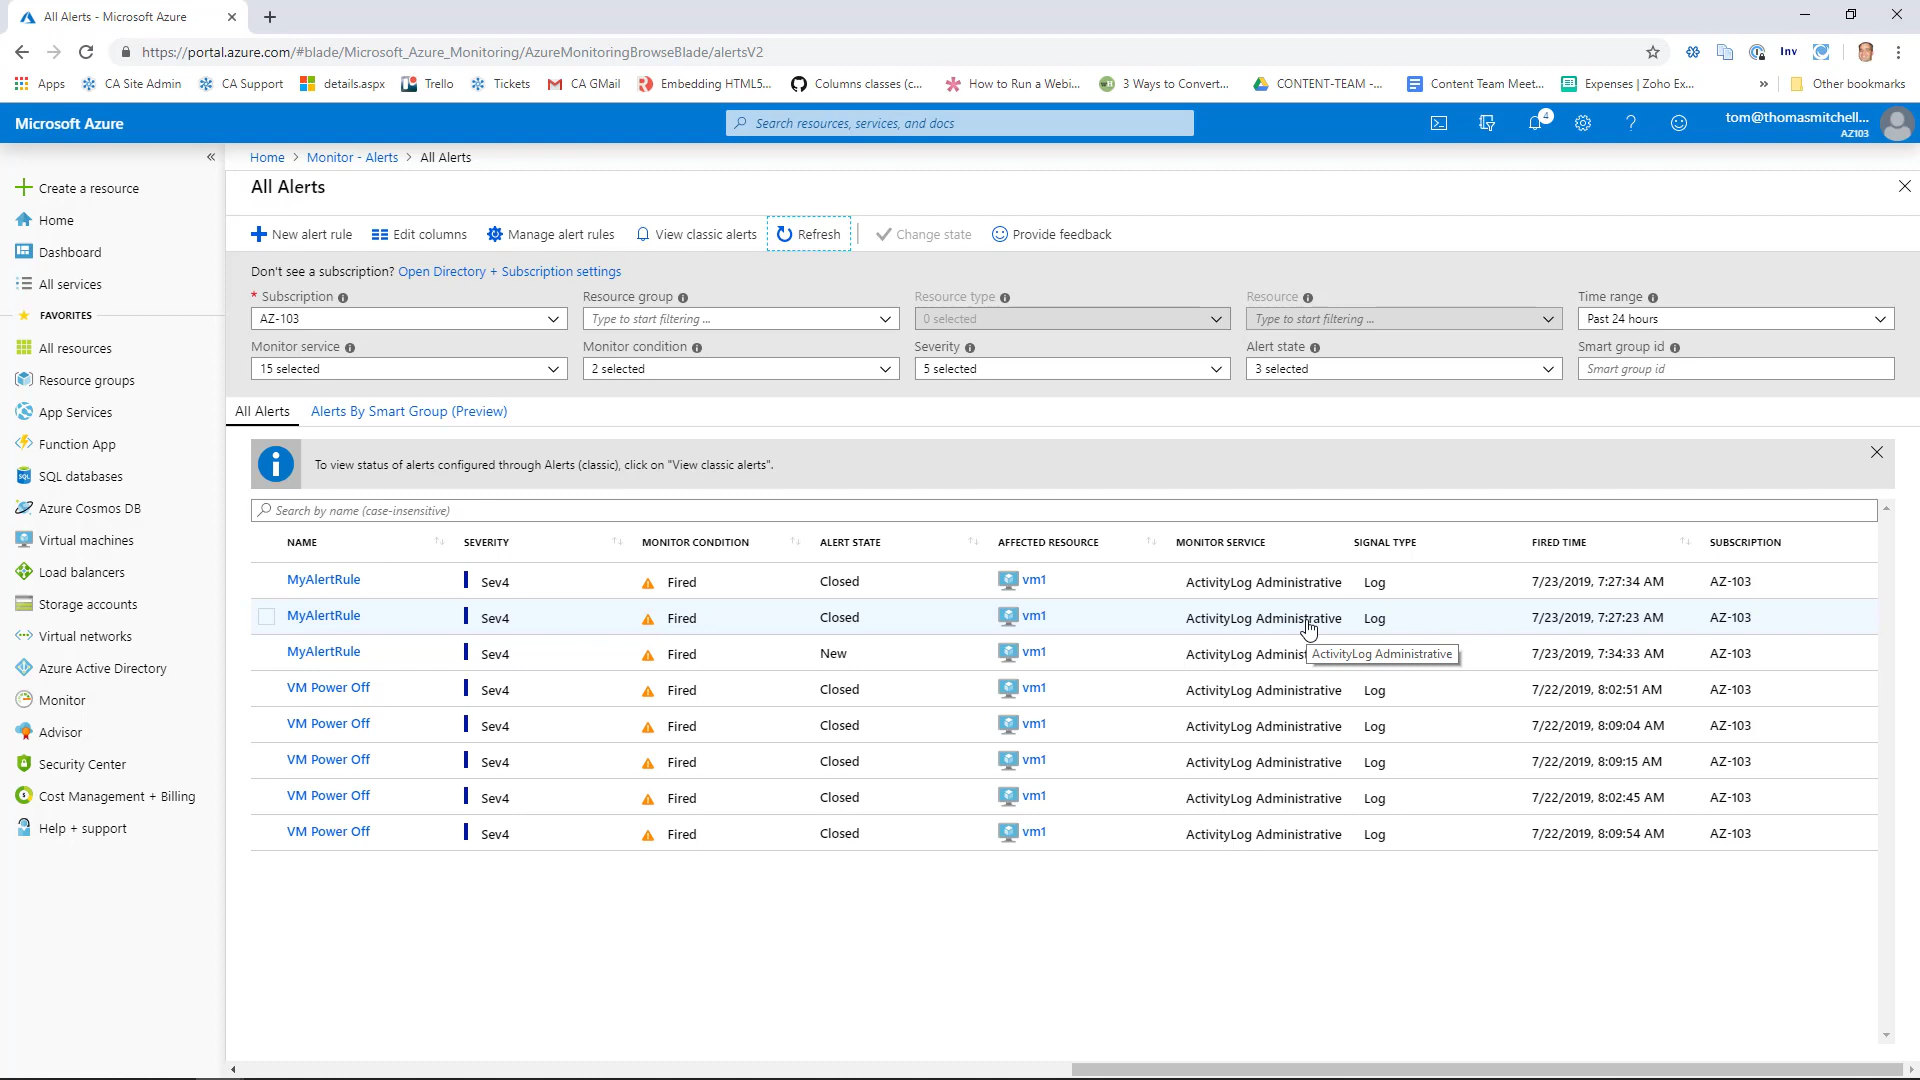 All Alerts - Microsoft Azure
https://portal.azure.com/#blade/Microsoft_Azure_Monitoring/AzureMonitoringBrowseBlade/alertsV2
Inv
Apps CA Site Admin CA Support details.aspx Trello Tickets CA GMail Embedding HTML5... Columns classes (c... How to Run a Webi... 3 Ways to Convert... CONTENT-TEAM -... Content Team Meet... Expenses | Zoho Ex... » Other bookmarks
Microsoft Azure
Search resources, services, and docs
4
tom@thomasmitchell...
AZ103
Home > Monitor - Alerts > All Alerts
All Alerts
Create a resource
Home
Dashboard
All services
FAVORITES
All resources
Resource groups
App Services
Function App
SQL databases
Azure Cosmos DB
Virtual machines
Load balancers
Storage accounts
Virtual networks
Azure Active Directory
Monitor
Advisor
Security Center
Cost Management + Billing
Help + support
New alert rule Edit columns Manage alert rules View classic alerts Refresh Change state Provide feedback
Don't see a subscription? Open Directory + Subscription settings
* Subscription Resource group Resource type Resource Time range
AZ-103 Type to start filtering ... 0 selected Type to start filtering ... Past 24 hours
Monitor service Monitor condition Severity Alert state Smart group id
15 selected 2 selected 5 selected 3 selected Smart group id
All Alerts Alerts By Smart Group (Preview)
To view status of alerts configured through Alerts (classic), click on "View classic alerts".
Search by name (case-insensitive)
NAME SEVERITY MONITOR CONDITION ALERT STATE AFFECTED RESOURCE MONITOR SERVICE SIGNAL TYPE FIRED TIME SUBSCRIPTION
MyAlertRule Sev4 Fired Closed vm1 ActivityLog Administrative Log 7/23/2019, 7:27:34 AM AZ-103
MyAlertRule Sev4 Fired Closed vm1 ActivityLog Administrative Log 7/23/2019, 7:27:23 AM AZ-103
MyAlertRule Sev4 Fired New vm1 ActivityLog Administ 7/23/2019, 7:34:33 AM AZ-103
ActivityLog Administrative
VM Power Off Sev4 Fired Closed vm1 ActivityLog Administrative Log 7/22/2019, 8:02:51 AM AZ-103
VM Power Off Sev4 Fired Closed vm1 ActivityLog Administrative Log 7/22/2019, 8:09:04 AM AZ-103
VM Power Off Sev4 Fired Closed vm1 ActivityLog Administrative Log 7/22/2019, 8:09:15 AM AZ-103
VM Power Off Sev4 Fired Closed vm1 ActivityLog Administrative Log 7/22/2019, 8:02:45 AM AZ-103
VM Power Off Sev4 Fired Closed vm1 ActivityLog Administrative Log 7/22/2019, 8:09:54 AM AZ-103